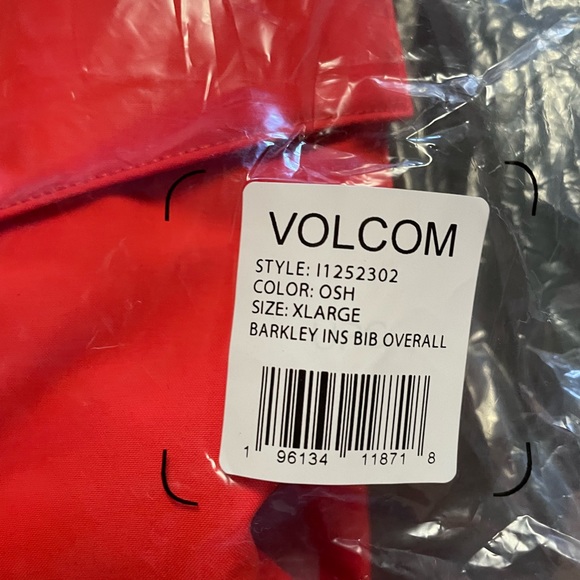 VOLCOM
STYLE: I1252302
COLOR: OSH
SIZE: XLARGE
BARKLEY INS BIB OVERALL
1 96134 11871 8